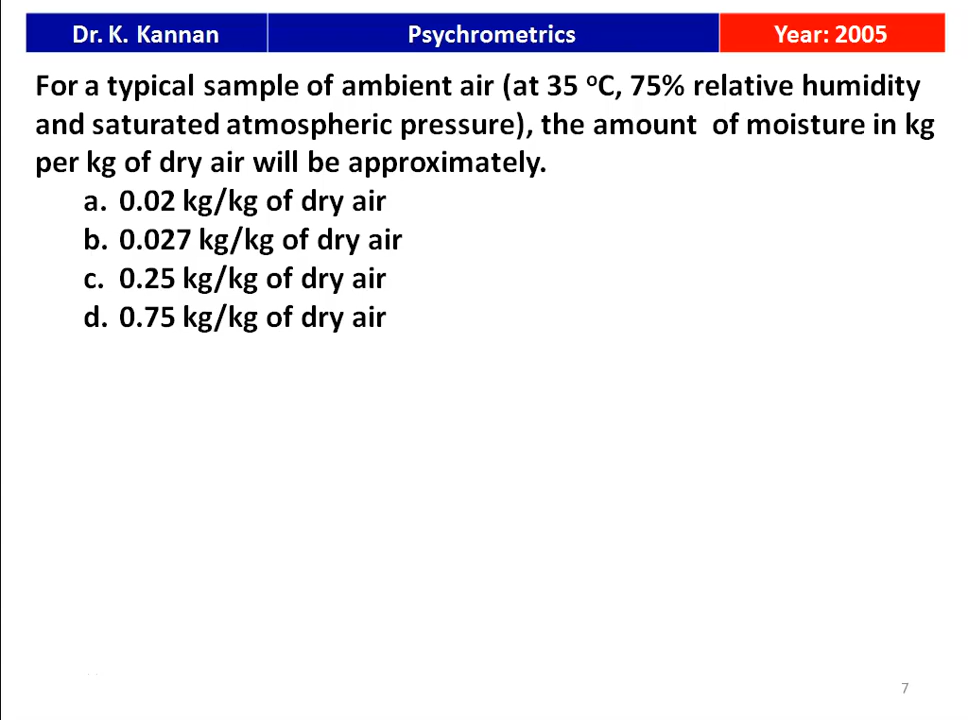 Dr. K. Kannan
Psychrometrics
Year: 2005
For a typical sample of ambient air (at 35 ºC, 75% relative humidity
and saturated atmospheric pressure), the amount of moisture in kg
per kg of dry air will be approximately.
a. 0.02 kg/kg of dry air
b. 0.027 kg/kg of dry air
c. 0.25 kg/kg of dry air
d. 0.75 kg/kg of dry air
7